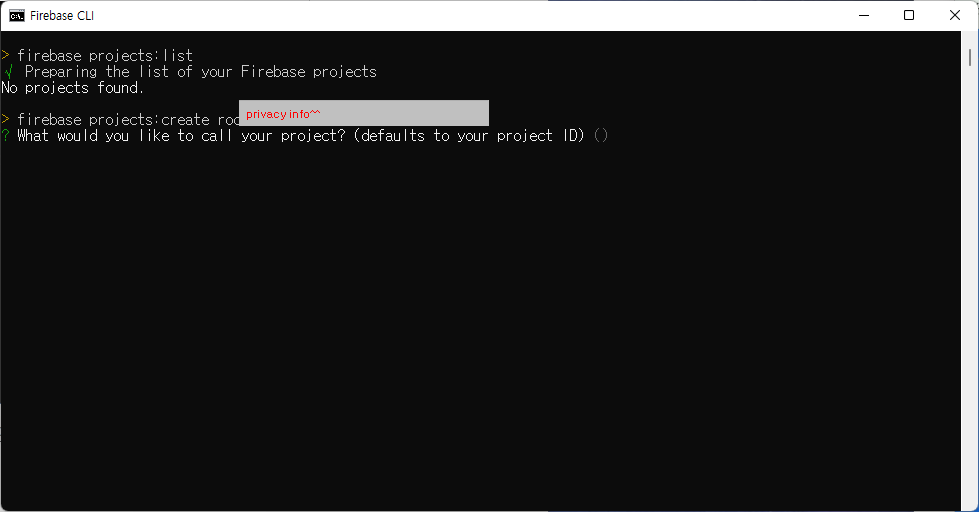 Firebase CLI
> firebase projects:list
√ Preparing the list of your Firebase projects
No projects found.
> firebase projects:create roc
privacy info^^
? What would you like to call your project? (defaults to your project ID) ()